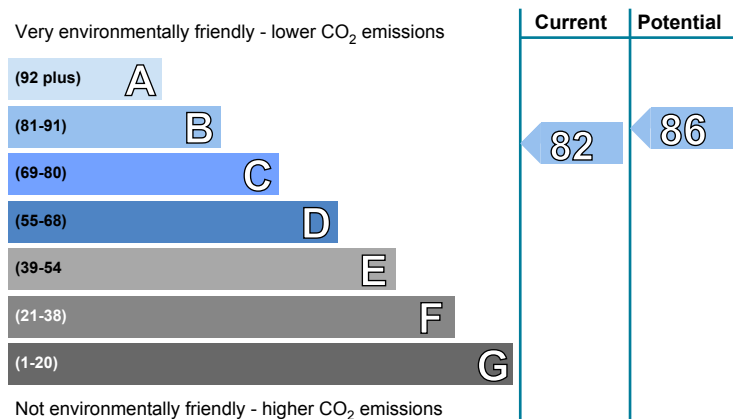 Current Potential
Very environmentally friendly - lower CO2 emissions
(92 plus) A
(81-91) B
(69-80) C
(55-68) D
(39-54 E
(21-38) F
(1-20) G
82 86
Not environmentally friendly - higher CO2 emissions